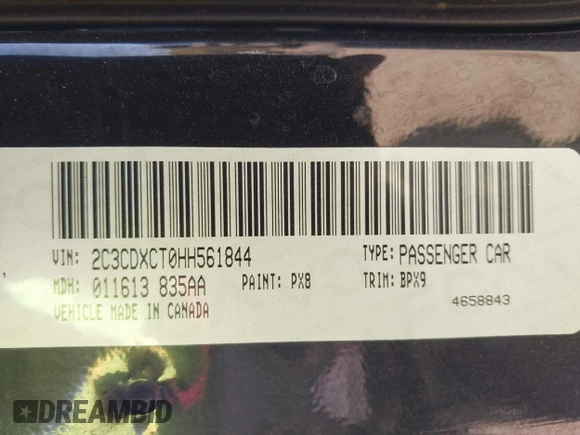 VIN: 2C3CDXCT0HH561844 TYPE: PASSENGER CAR
MDH: 011613 835AA PAINT: PX8 TRIM: BPX9
VEHICLE MADE IN CANADA 4658843
DREAMBID